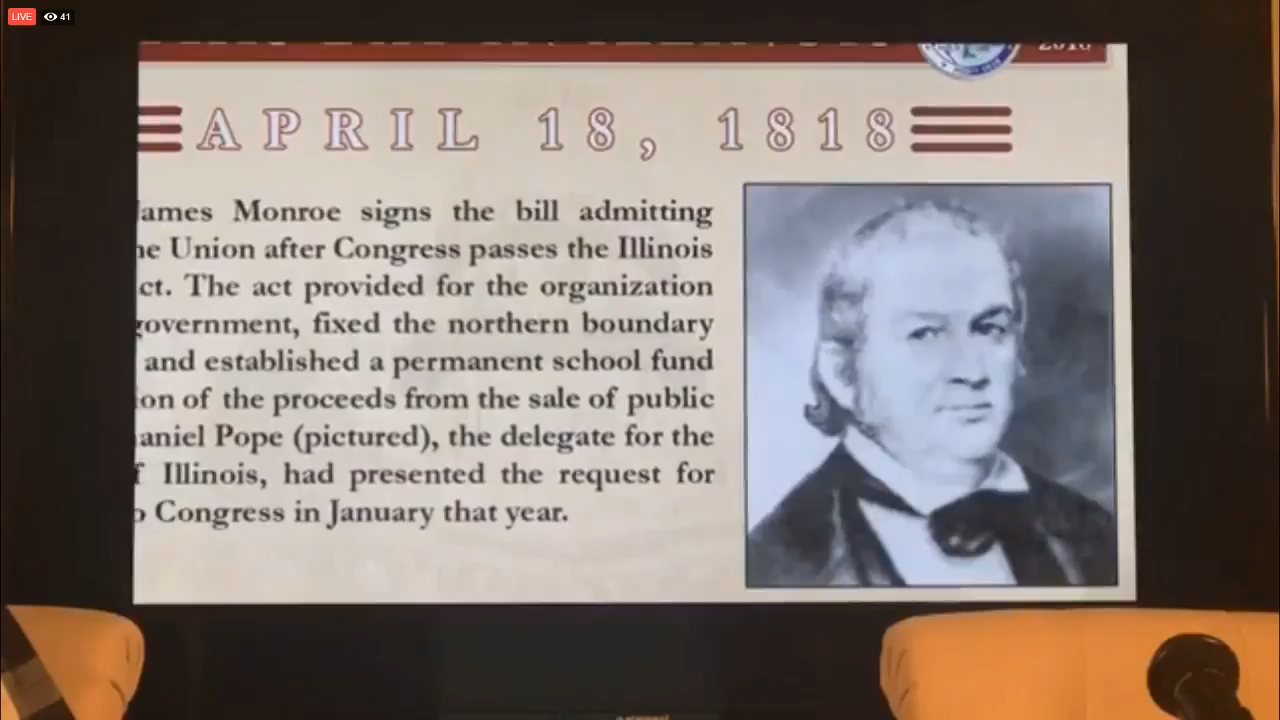 LIVE 41
APRIL 18, 1818
James Monroe signs the bill admitting
he Union after Congress passes the Illinois
ct. The act provided for the organization
government, fixed the northern boundary
and established a permanent school fund
ion of the proceeds from the sale of public
aniel Pope (pictured), the delegate for the
f Illinois, had presented the request for
o Congress in January that year.